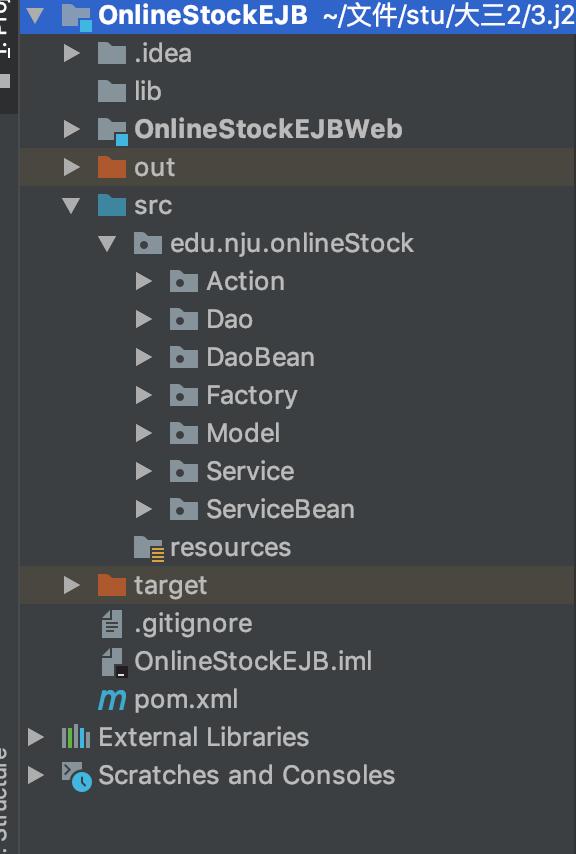 OnlineStockEJB ~/文件/stu/大三2/3.j2
.idea
lib
OnlineStockEJBWeb
out
src
edu.nju.onlineStock
Action
Dao
DaoBean
Factory
Model
Service
ServiceBean
resources
target
.gitignore
OnlineStockEJB.iml
m pom.xml
External Libraries
Scratches and Consoles
Structure